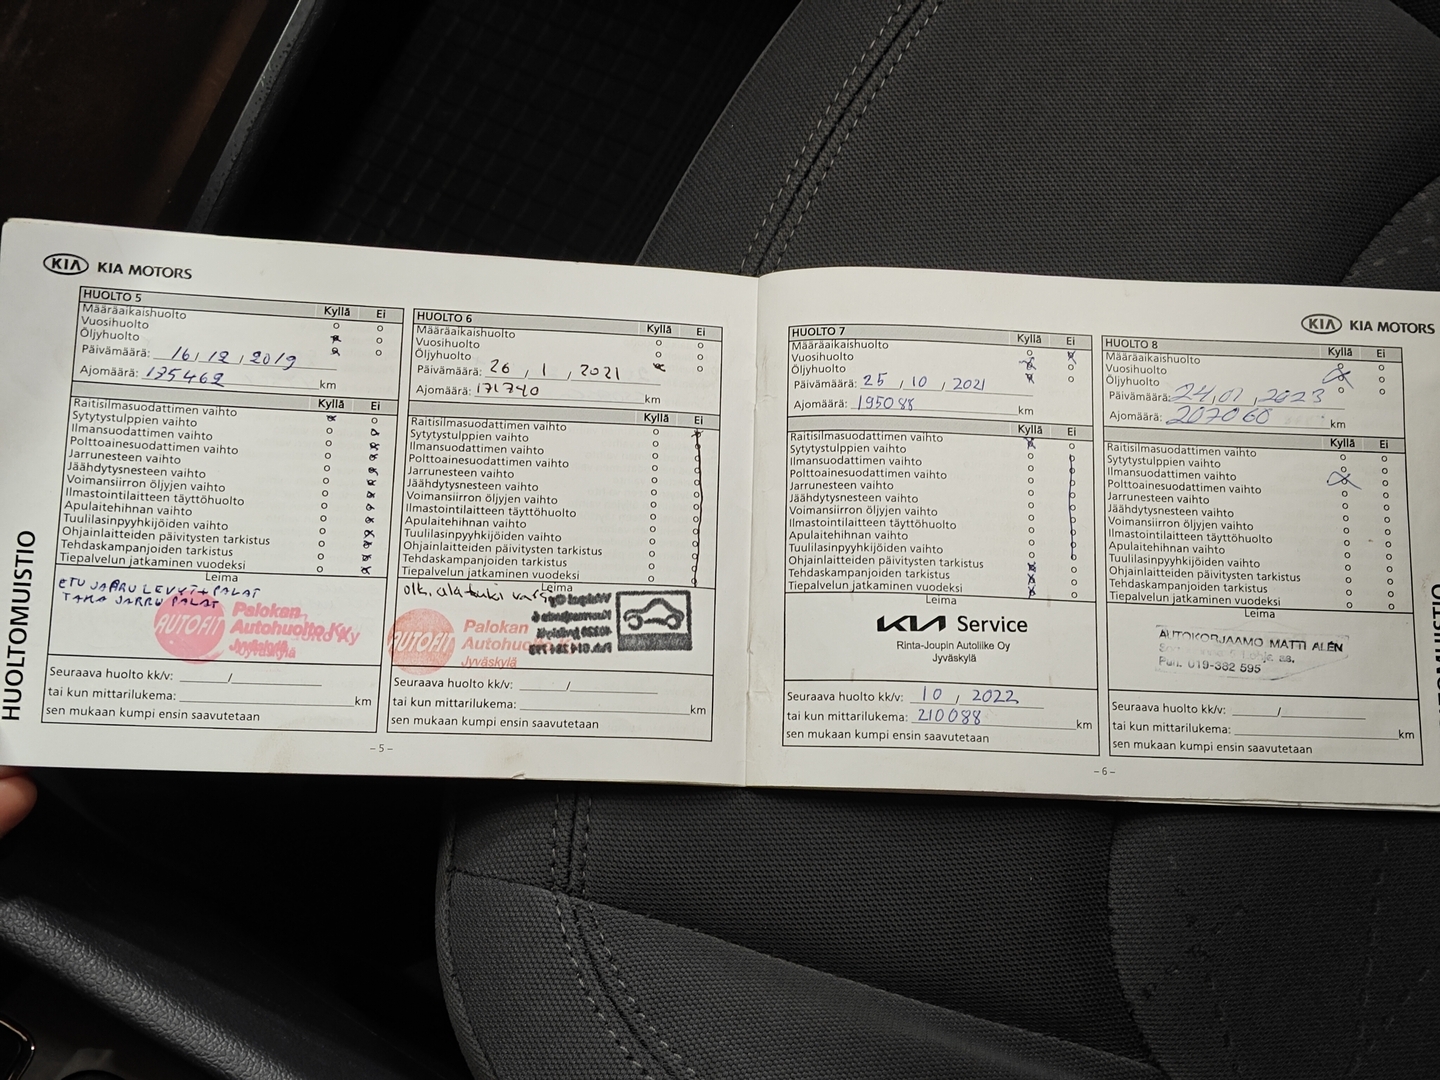 KIA KIA MOTORS
HUOLTOMUISTIO
HUOLTO 5
Kyllä Ei
Määräaikaishuolto
Vuosihuolto
Öljyhuolto
Päivämäärä: 16, 12, 2019
Ajomäärä: 175462 km
Kyllä Ei
Raitisilmasuodattimen vaihto
Sytytystulppien vaihto
Ilmansuodattimen vaihto
Polttoainesuodattimen vaihto
Jarrunesteen vaihto
Jäähdytysnesteen vaihto
Voimansiirron öljyjen vaihto
Ilmastointilaitteen täyttöhuolto
Apulaitehihnan vaihto
Tuulilasinpyyhkijöiden vaihto
Ohjainlaitteiden päivitysten tarkistus
Tehdaskampanjoiden tarkistus
Tiepalvelun jatkaminen vuodeksi
Leima
ETU JARRU LEVYT + PALAT
TAKA JARRU PALAT
AUTOFIT
Palokan
Autohuolto Ky
Jyväskylä
Seuraava huolto kk/v: /
tai kun mittarilukema: km
sen mukaan kumpi ensin saavutetaan
HUOLTO 6
Kyllä Ei
Määräaikaishuolto
Vuosihuolto
Öljyhuolto
Päivämäärä: 26, 1, 2021
Ajomäärä: 171740 km
Kyllä Ei
Raitisilmasuodattimen vaihto
Sytytystulppien vaihto
Ilmansuodattimen vaihto
Polttoainesuodattimen vaihto
Jarrunesteen vaihto
Jäähdytysnesteen vaihto
Voimansiirron öljyjen vaihto
Ilmastointilaitteen täyttöhuolto
Apulaitehihnan vaihto
Tuulilasinpyyhkijöiden vaihto
Ohjainlaitteiden päivitysten tarkistus
Tehdaskampanjoiden tarkistus
Tiepalvelun jatkaminen vuodeksi
Leima
olk. alatuki
AUTOFIT
Palokan
Jyväskylä
Seuraava huolto kk/v: /
tai kun mittarilukema: km
sen mukaan kumpi ensin saavutetaan
- 5 -
KIA KIA MOTORS
HUOLTO 7
Kyllä Ei
Määräaikaishuolto
Vuosihuolto
Öljyhuolto
Päivämäärä: 25, 10, 2021
Ajomäärä: 195088 km
Kyllä Ei
Raitisilmasuodattimen vaihto
Sytytystulppien vaihto
Ilmansuodattimen vaihto
Polttoainesuodattimen vaihto
Jarrunesteen vaihto
Jäähdytysnesteen vaihto
Voimansiirron öljyjen vaihto
Ilmastointilaitteen täyttöhuolto
Apulaitehihnan vaihto
Tuulilasinpyyhkijöiden vaihto
Ohjainlaitteiden päivitysten tarkistus
Tehdaskampanjoiden tarkistus
Tiepalvelun jatkaminen vuodeksi
Leima
KIA Service
Rinta-Joupin Autoliike Oy
Jyväskylä
Seuraava huolto kk/v: 10, 2022
tai kun mittarilukema: 210088 km
sen mukaan kumpi ensin saavutetaan
HUOLTO 8
Kyllä Ei
Määräaikaishuolto
Vuosihuolto
Öljyhuolto
Päivämäärä: 24, 01, 2023
Ajomäärä: 207060 km
Kyllä Ei
Raitisilmasuodattimen vaihto
Sytytystulppien vaihto
Ilmansuodattimen vaihto
Polttoainesuodattimen vaihto
Jarrunesteen vaihto
Jäähdytysnesteen vaihto
Voimansiirron öljyjen vaihto
Ilmastointilaitteen täyttöhuolto
Apulaitehihnan vaihto
Tuulilasinpyyhkijöiden vaihto
Ohjainlaitteiden päivitysten tarkistus
Tehdaskampanjoiden tarkistus
Tiepalvelun jatkaminen vuodeksi
Leima
AUTOKORJAAMO MATTI ALÉN
Puh. 019-382 595
Seuraava huolto kk/v: /
tai kun mittarilukema: km
sen mukaan kumpi ensin saavutetaan
- 6 -